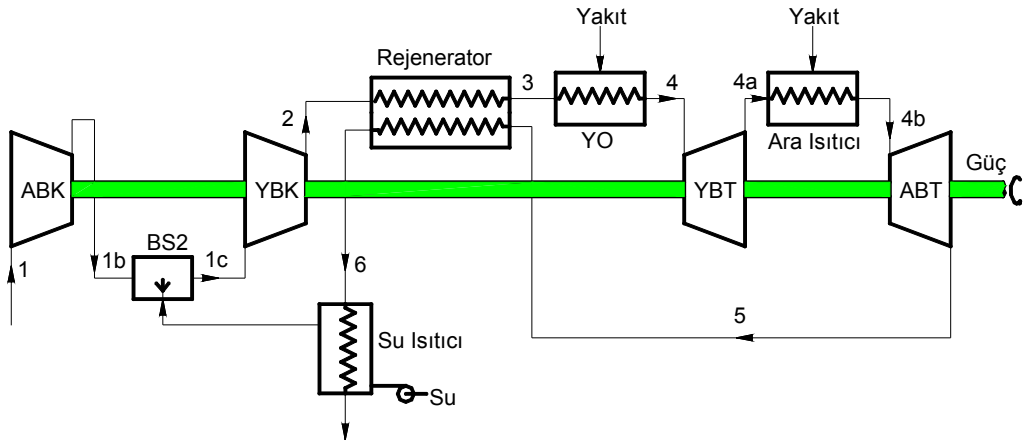 Yakıt
Yakıt
Rejenerator
3
4
4a
2
4b
YO
Ara Isıtıcı
Güç
ABK
YBK
YBT
ABT
BS2
1
1b
1c
6
5
Su Isıtıcı
Su